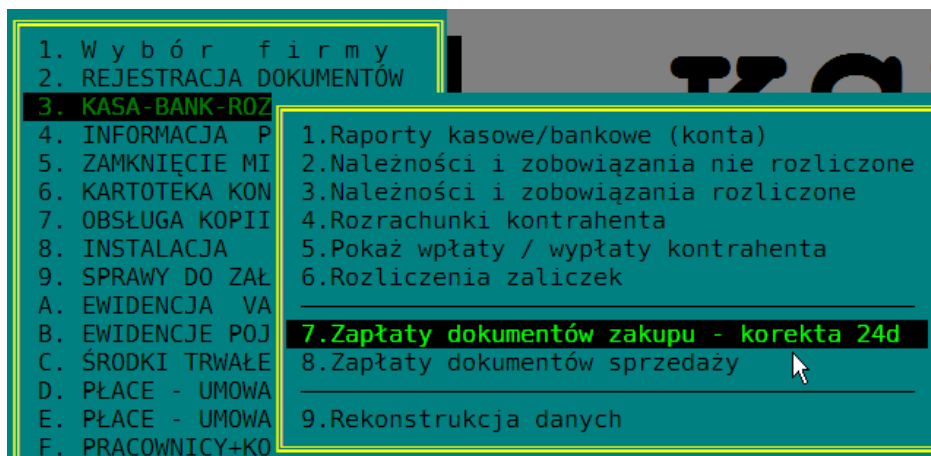 1. W y b ó r   f i r m y
2. REJESTRACJA DOKUMENTÓW
3. KASA-BANK-ROZ
4. INFORMACJA  P
5. ZAMKNIĘCIE MI
6. KARTOTEKA KON
7. OBSŁUGA KOPII
8. INSTALACJA
9. SPRAWY DO ZAŁ
A. EWIDENCJA  VA
B. EWIDENCJE POJ
C. ŚRODKI TRWAŁE
D. PŁACE - UMOWA
E. PŁACE - UMOWA
F. PRACOWNICY+KO
1.Raporty kasowe/bankowe (konta)
2.Należności i zobowiązania nie rozliczone
3.Należności i zobowiązania rozliczone
4.Rozrachunki kontrahenta
5.Pokaż wpłaty / wypłaty kontrahenta
6.Rozliczenia zaliczek
7.Zapłaty dokumentów zakupu - korekta 24d
8.Zapłaty dokumentów sprzedaży
9.Rekonstrukcja danych